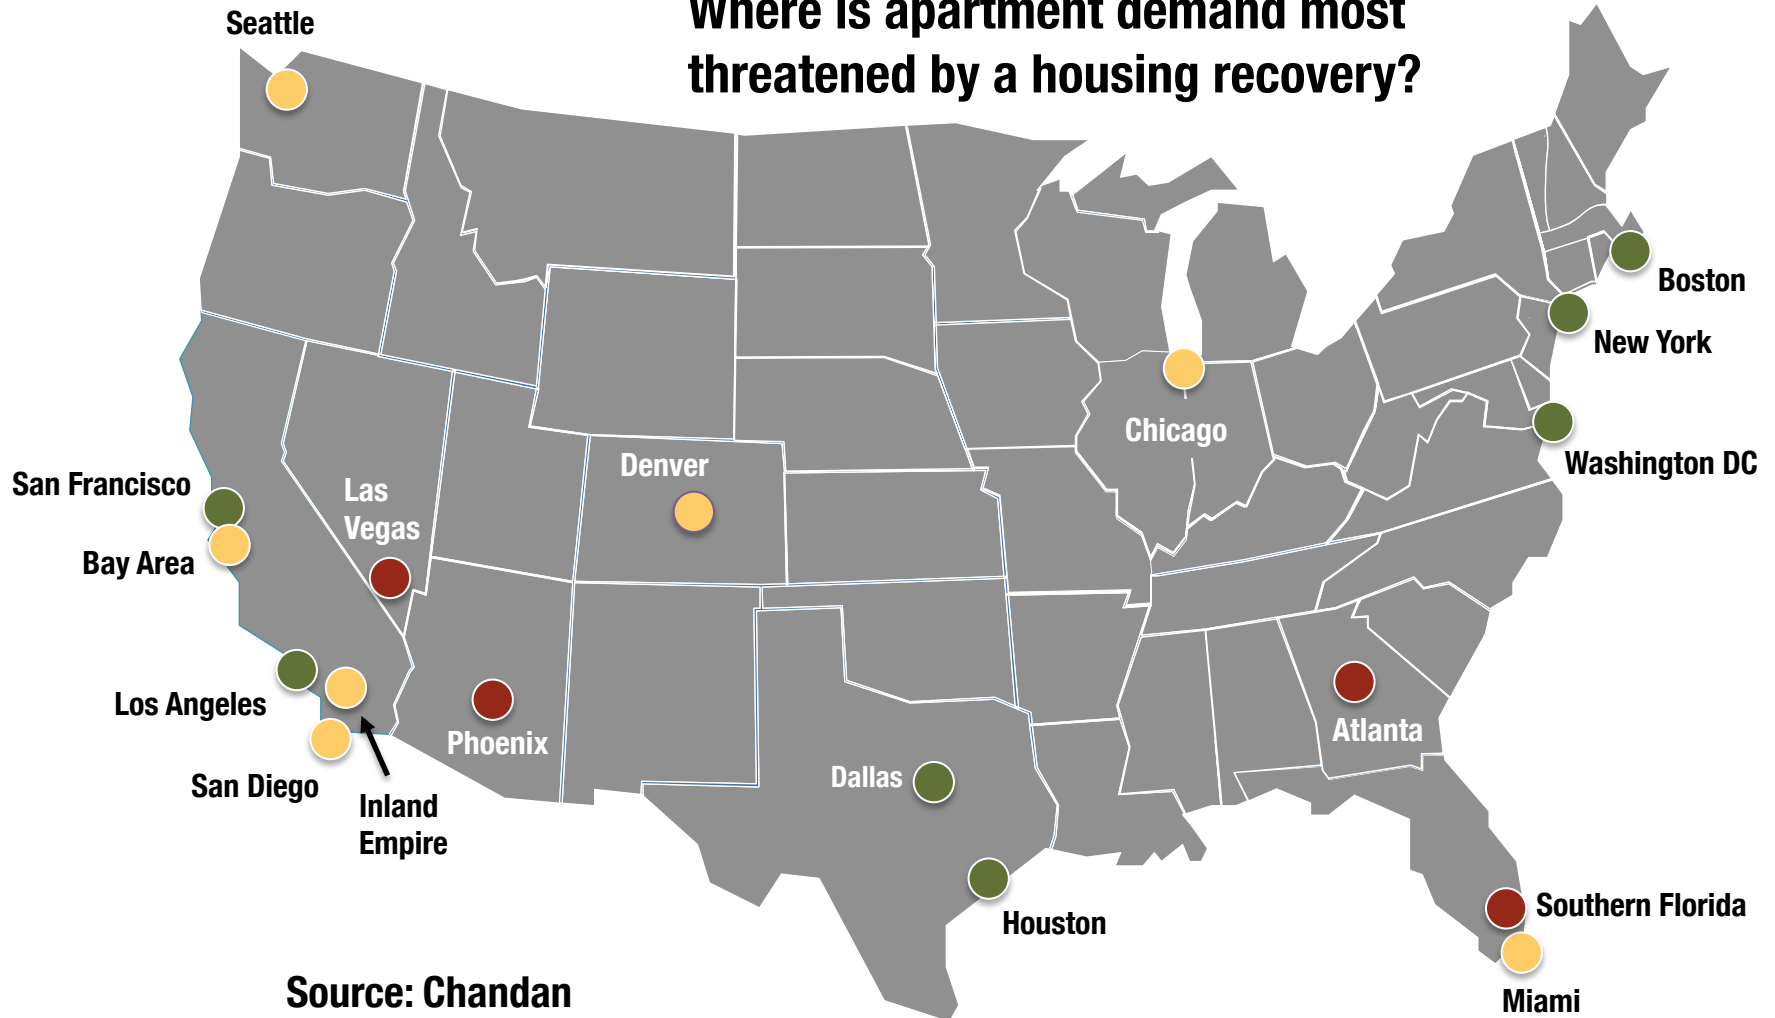 Where is apartment demand most
threatened by a housing recovery?
Seattle
Boston
New York
Chicago
Washington DC
Denver
San Francisco
Las
Vegas
Bay Area
Los Angeles
Phoenix
Atlanta
San Diego
Dallas
Inland
Empire
Houston
Southern Florida
Miami
Source: Chandan